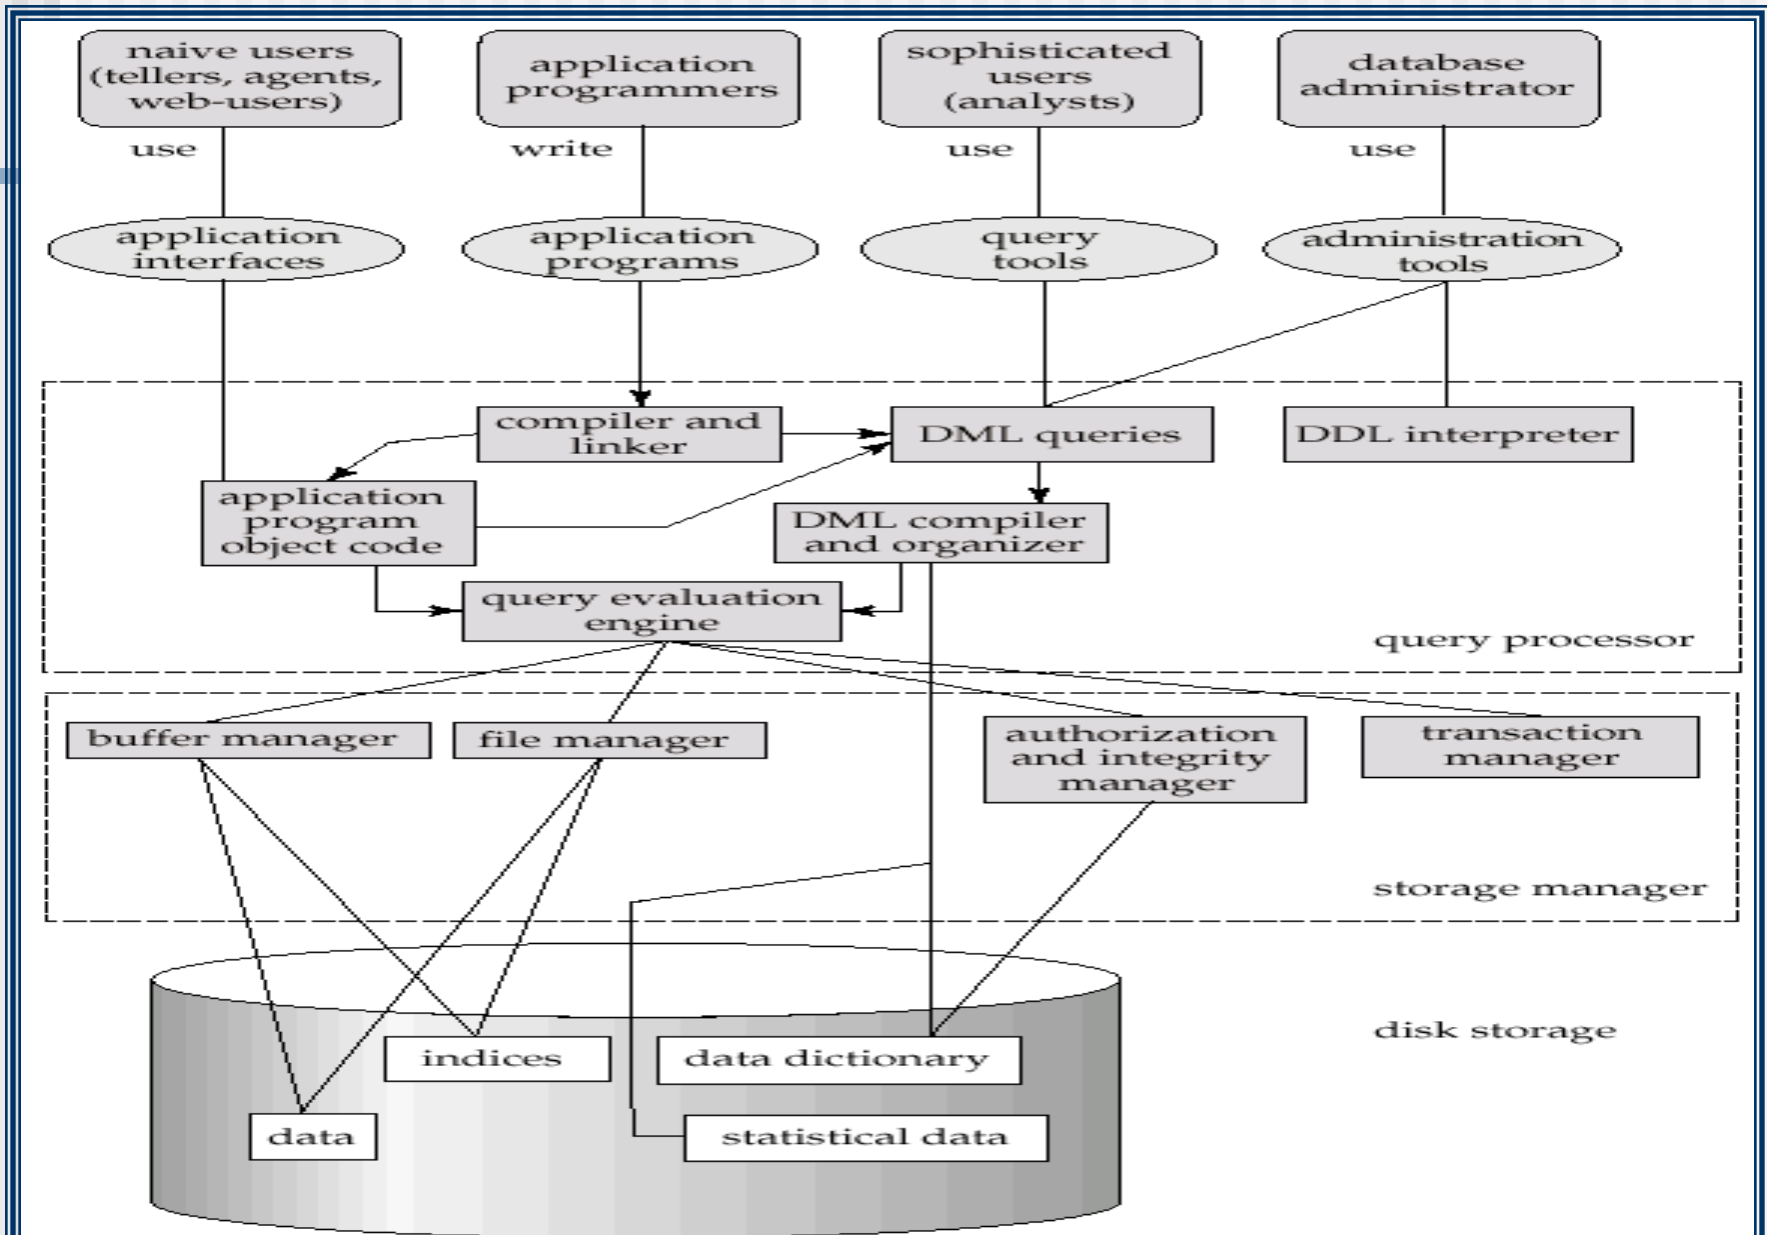 naive users
(tellers, agents,
web-users)
application
programmers
sophisticated
users
(analysts)
database
administrator
use
write
use
use
application
interfaces
application
programs
query
tools
administration
tools
compiler and
linker
DML queries
DDL interpreter
application
program
object code
DML compiler
and organizer
query evaluation
engine
query processor
buffer manager
file manager
authorization
and integrity
manager
transaction
manager
storage manager
disk storage
indices
data dictionary
data
statistical data